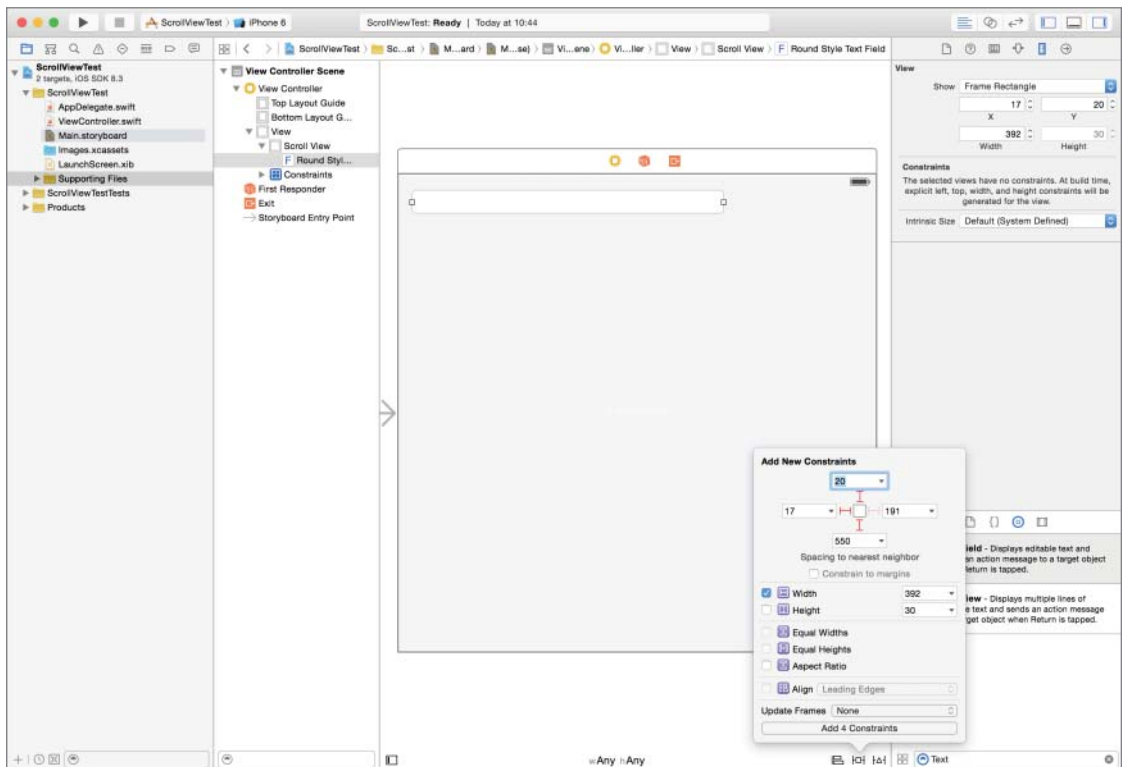 ScrollViewTest
iPhone 6
ScrollViewTest: Ready | Today at 10:44
ScrollViewTest
2 targets, iOS SDK 8.3
ScrollViewTest
AppDelegate.swift
ViewController.swift
Main.storyboard
Images.xcassets
LaunchScreen.xib
Supporting Files
ScrollViewTestTests
Products
ScrollViewTest
Sc...st
M...ard
M...se)
Vi...ene)
V...ller
View
Scroll View
F Round Style Text Field
View Controller Scene
View Controller
Top Layout Guide
Bottom Layout G...
View
Scroll View
F Round Styl...
Constraints
First Responder
Exit
Storyboard Entry Point
View
Show Frame Rectangle
17 20
X Y
392 30
Width Height
Constraints
The selected views have no constraints. At build time,
explicit left, top, width, and height constraints will be
generated for the view.
Intrinsic Size Default (System Defined)
Add New Constraints
20
17 191
550
Spacing to nearest neighbor
Constrain to margins
Width 392
Height 30
Equal Widths
Equal Heights
Aspect Ratio
Align Leading Edges
Update Frames None
Add 4 Constraints
ield - Displays editable text and
an action message to a target object
Return is tapped.
iew - Displays multiple lines of
e text and sends an action message
rget object when Return is tapped.
wAny hAny
Text